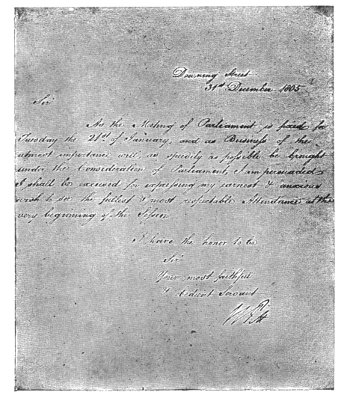 Downing Street
31st December 1805
Sir
As the Meeting of Parliament is fixed for
Tuesday the 21st of January, and as Business of the
utmost importance will as speedily as possible be brought
under the Consideration of Parliament, I am persuaded
I shall be excused for expressing my earnest & anxious
wish to see the fullest & most respectable Attendance at the
very beginning of the Session
I have the honor to be
Sir
Your most faithful
& Obedt Servant
W Pitt